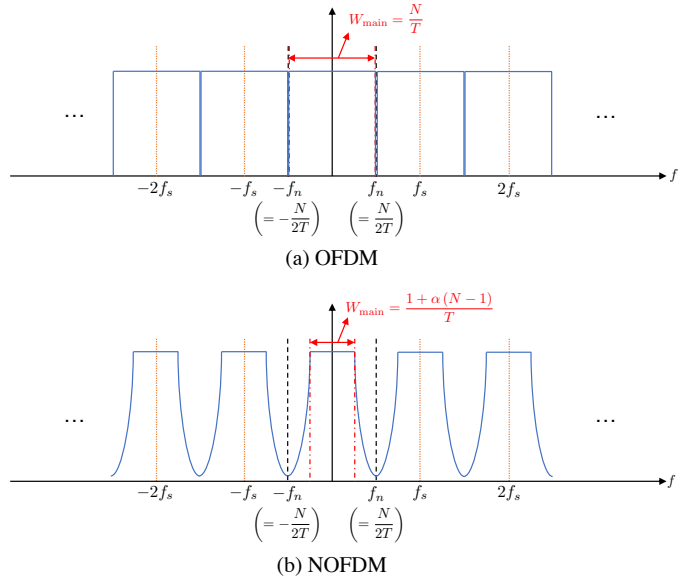 W_main = N/T
... ...
f
−2f_s −f_s −f_n f_n f_s 2f_s
(= −N/2T) (= N/2T)
(a) OFDM
W_main = 1 + α (N − 1)/T
... ...
f
−2f_s −f_s −f_n f_n f_s 2f_s
(= −N/2T) (= N/2T)
(b) NOFDM